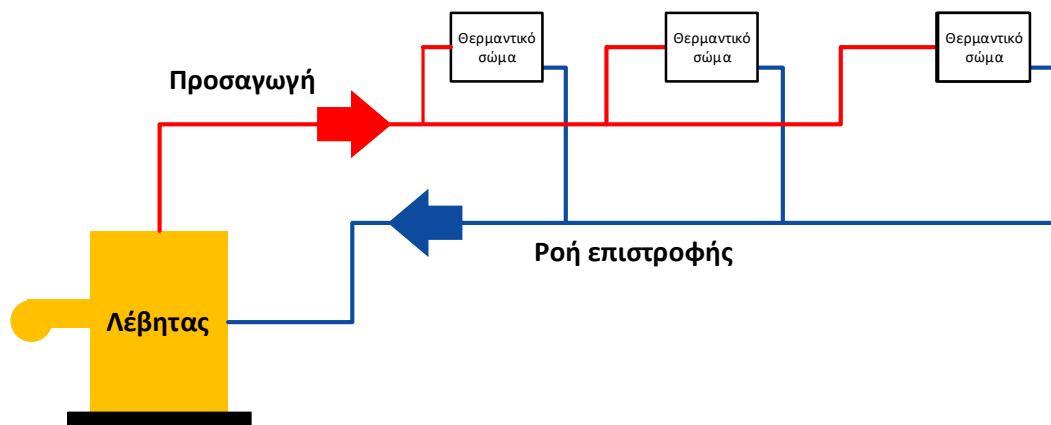 Θερμαντικό
σώμα
Θερμαντικό
σώμα
Θερμαντικό
σώμα
Προσαγωγή
Ροή επιστροφής
Λέβητας